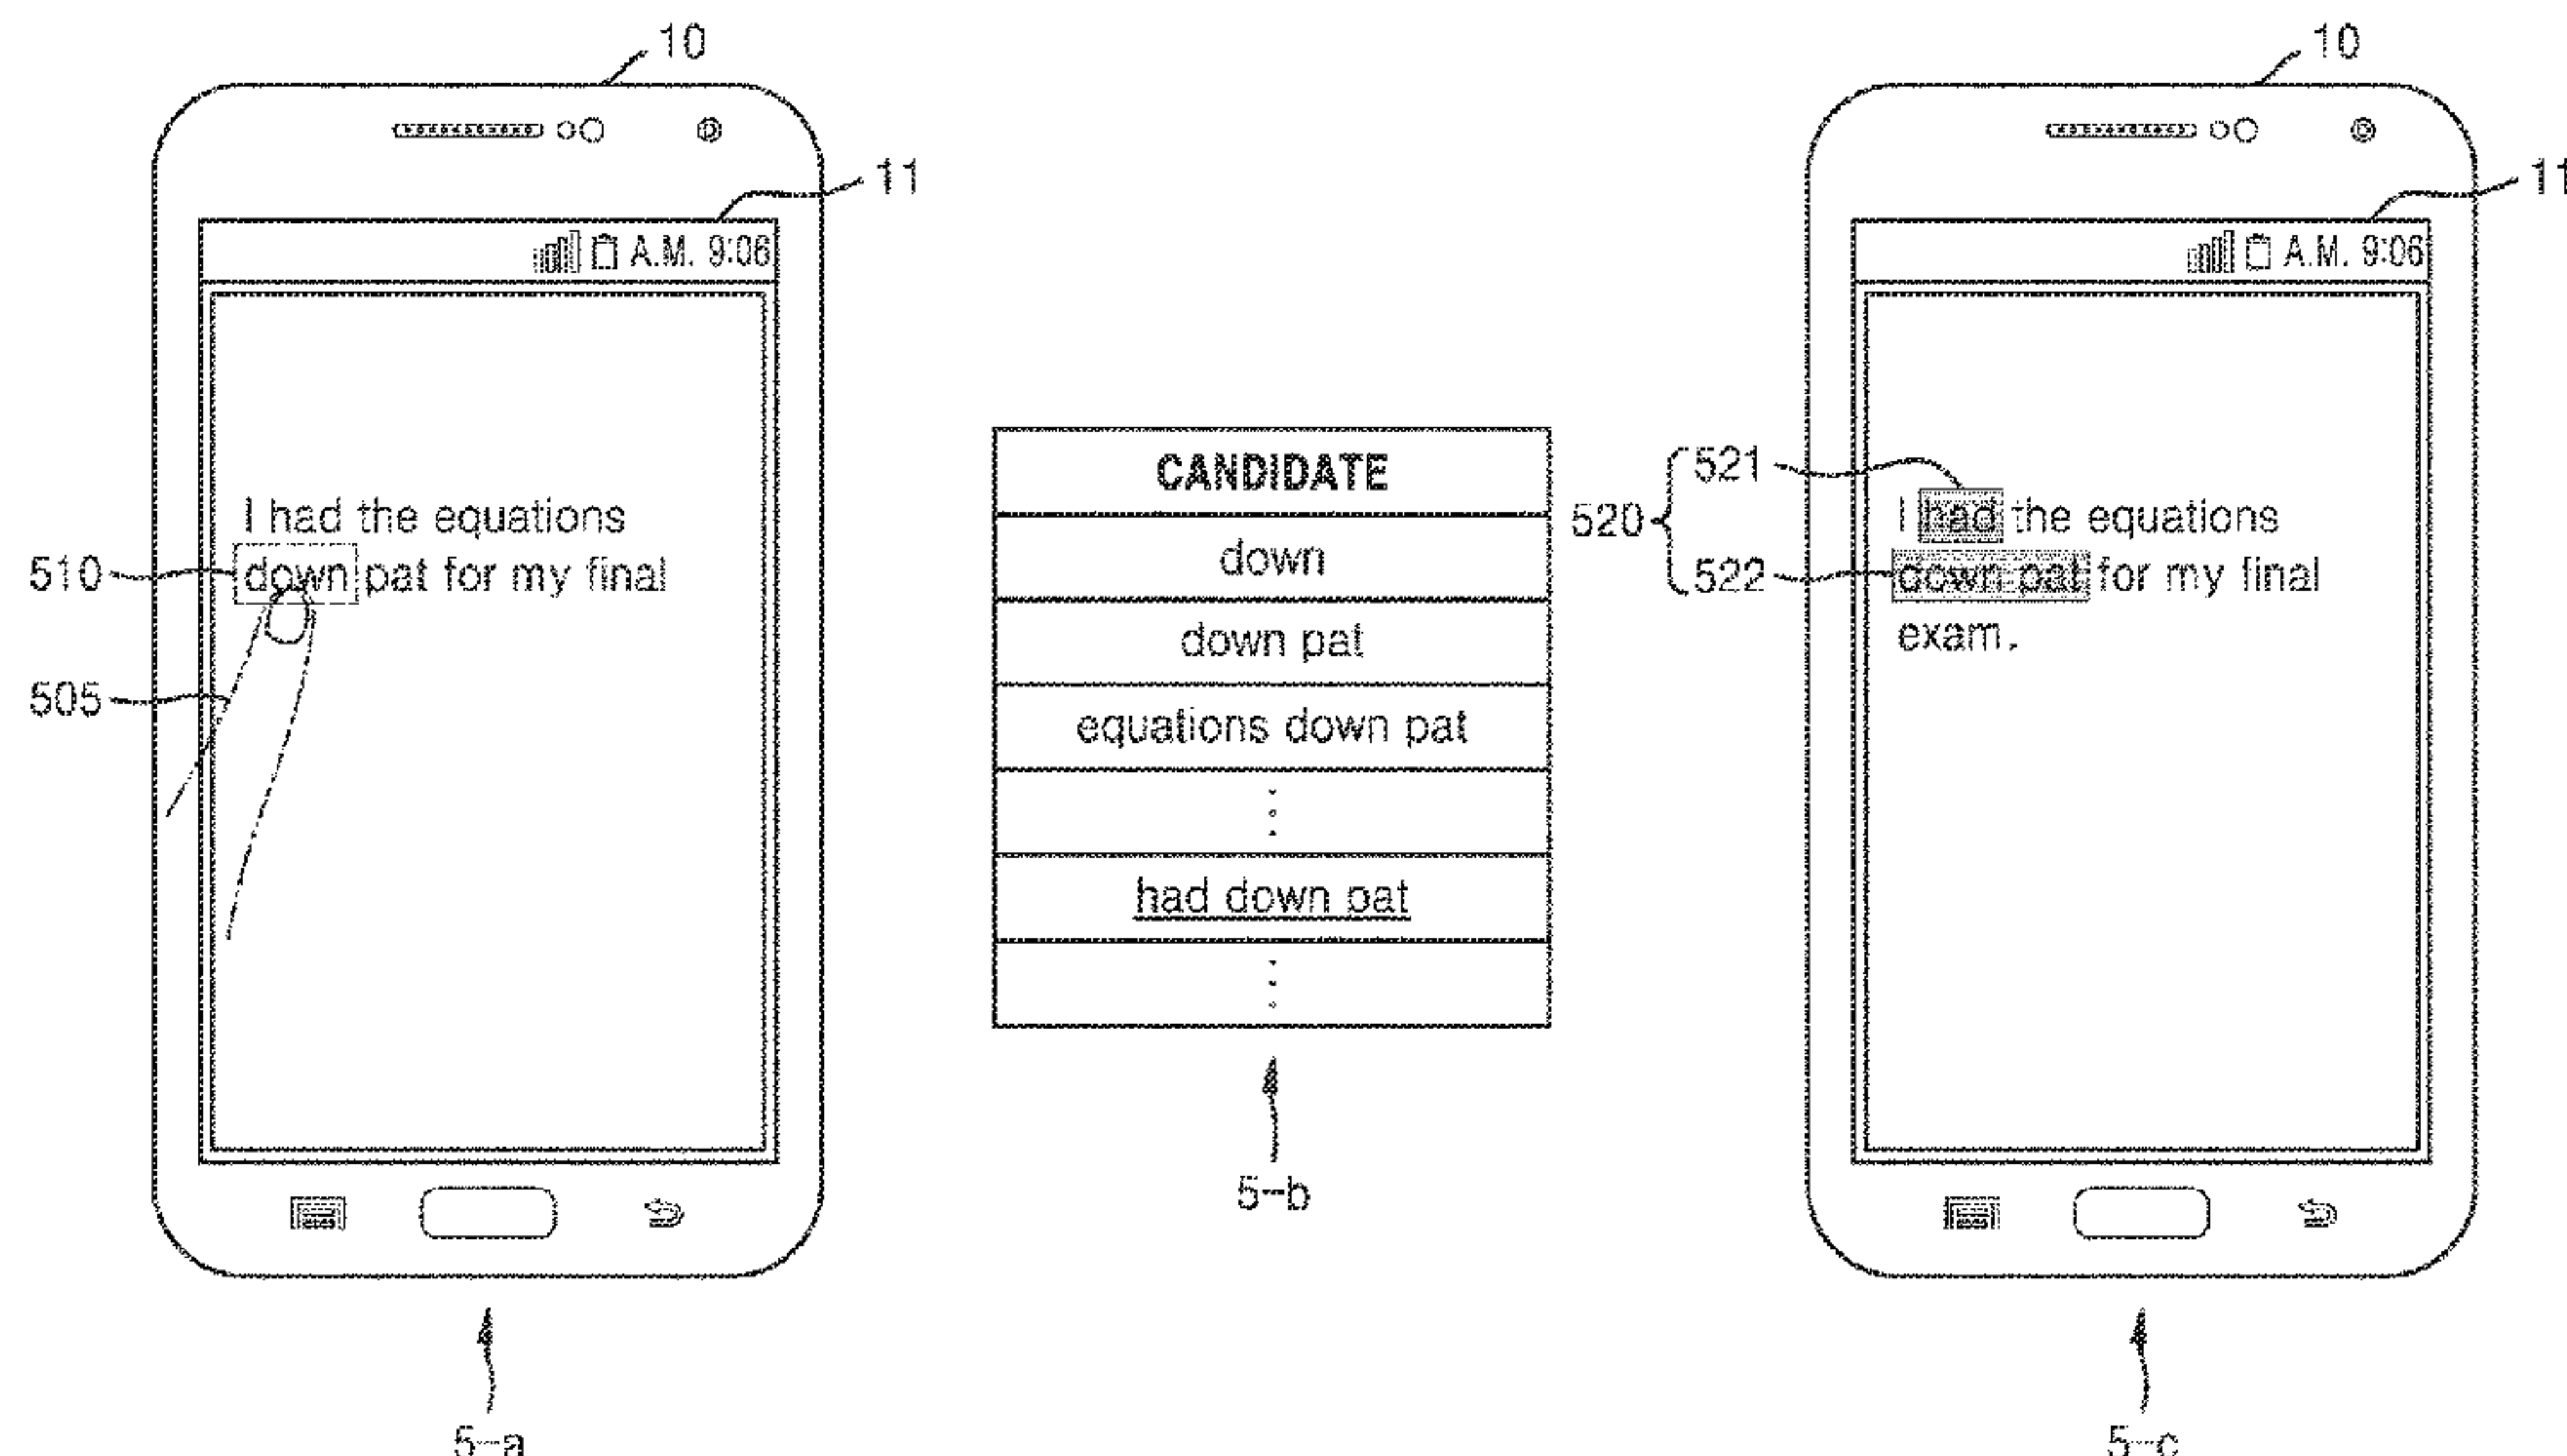 10
11
A.M. 9:06
I had the equations
510
down pat for my final
505
5-a
CANDIDATE
down
down pat
equations down pat
had down pat
5-b
10
11
A.M. 9:06
520
521
522
I had the equations
down pat for my final
exam.
5-c